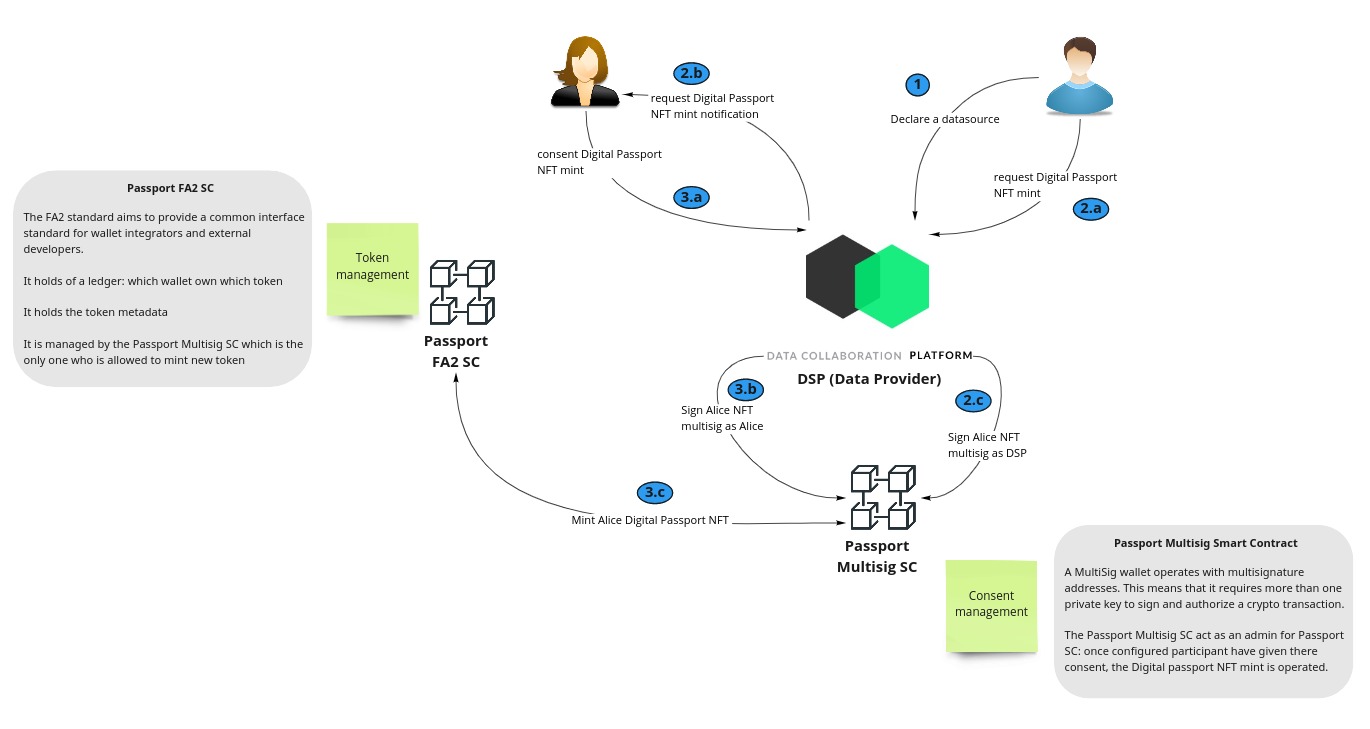 2.b
request Digital Passport
NFT mint notification
1
Declare a datasource
consent Digital Passport
NFT mint
3.a
request Digital Passport
NFT mint
2.a
Passport FA2 SC
The FA2 standard aims to provide a common interface
standard for wallet integrators and external
developers.
It holds of a ledger: which wallet own which token
It holds the token metadata
It is managed by the Passport Multisig SC which is the
only one who is allowed to mint new token
Token
management
Passport
FA2 SC
DATA COLLABORATION PLATFORM
DSP (Data Provider)
3.b
Sign Alice NFT
multisig as Alice
2.c
Sign Alice NFT
multisig as DSP
3.c
Mint Alice Digital Passport NFT
Passport
Multisig SC
Consent
management
Passport Multisig Smart Contract
A MultiSig wallet operates with multisignature
addresses. This means that it requires more than one
private key to sign and authorize a crypto transaction.
The Passport Multisig SC act as an admin for Passport
SC: once configured participant have given there
consent, the Digital passport NFT mint is operated.